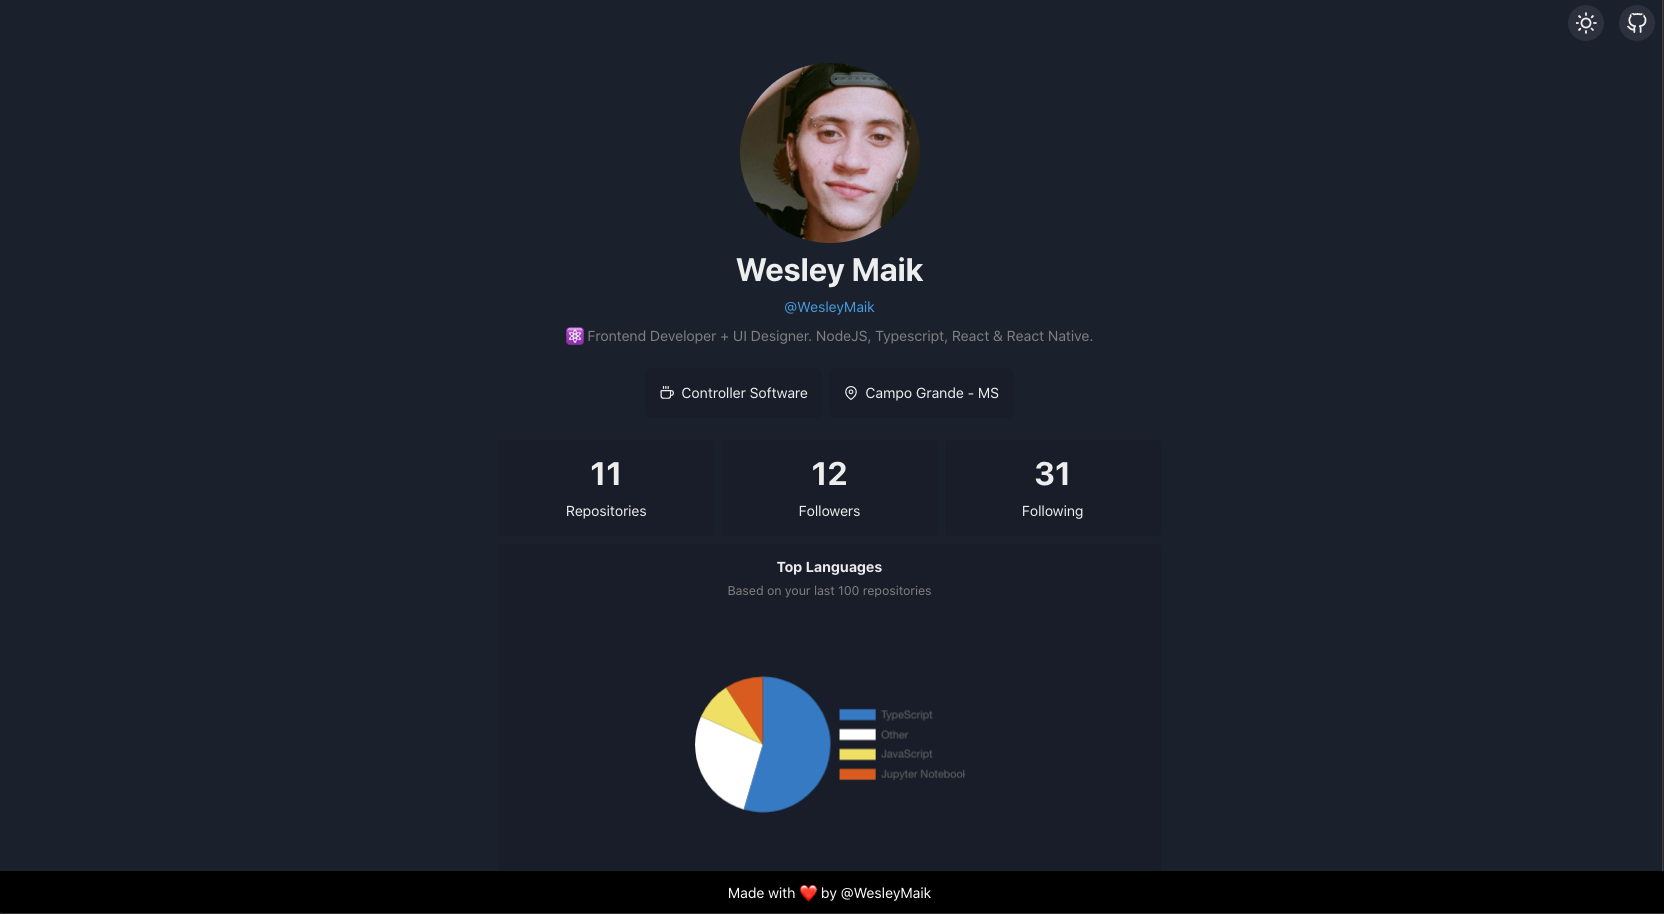 Wesley Maik
@WesleyMaik
⚛️ Frontend Developer + UI Designer. NodeJS, Typescript, React & React Native.
Controller Software
Campo Grande - MS
11
Repositories
12
Followers
31
Following
Top Languages
Based on your last 100 repositories
TypeScript
Other
JavaScript
Jupyter Notebook
Made with ❤️ by @WesleyMaik